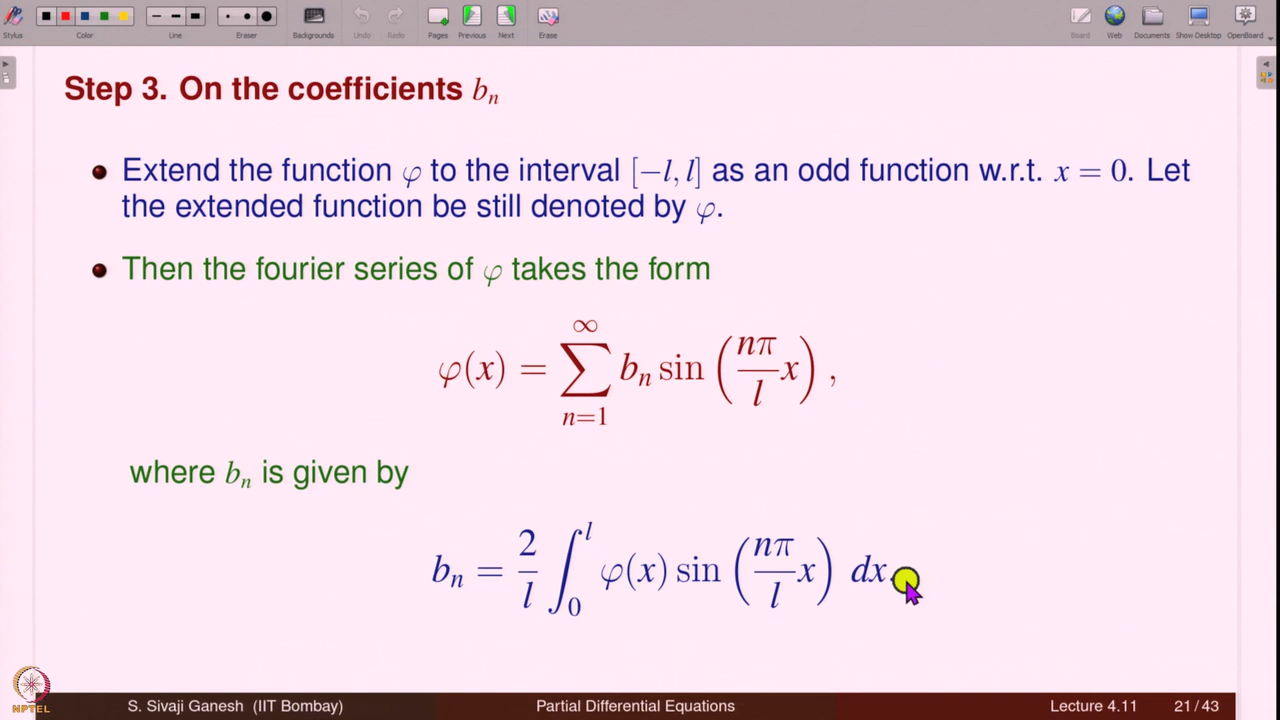 Stylus
Color
Line
Eraser
Backgrounds
Undo
Redo
Pages
Previous
Next
Erase
Board
Web
Documents
Show Desktop
OpenBoard
Step 3. On the coefficients bₙ
Extend the function φ to the interval [−l, l] as an odd function w.r.t. x = 0. Let
the extended function be still denoted by φ.
Then the fourier series of φ takes the form
φ(x) = ∑_{n=1}^{∞} bₙ sin (nπ/l x) ,
where bₙ is given by
bₙ = 2/l ∫₀ˡ φ(x) sin (nπ/l x) dx.
NPTEL
S. Sivaji Ganesh (IIT Bombay)
Partial Differential Equations
Lecture 4.11
21 / 43